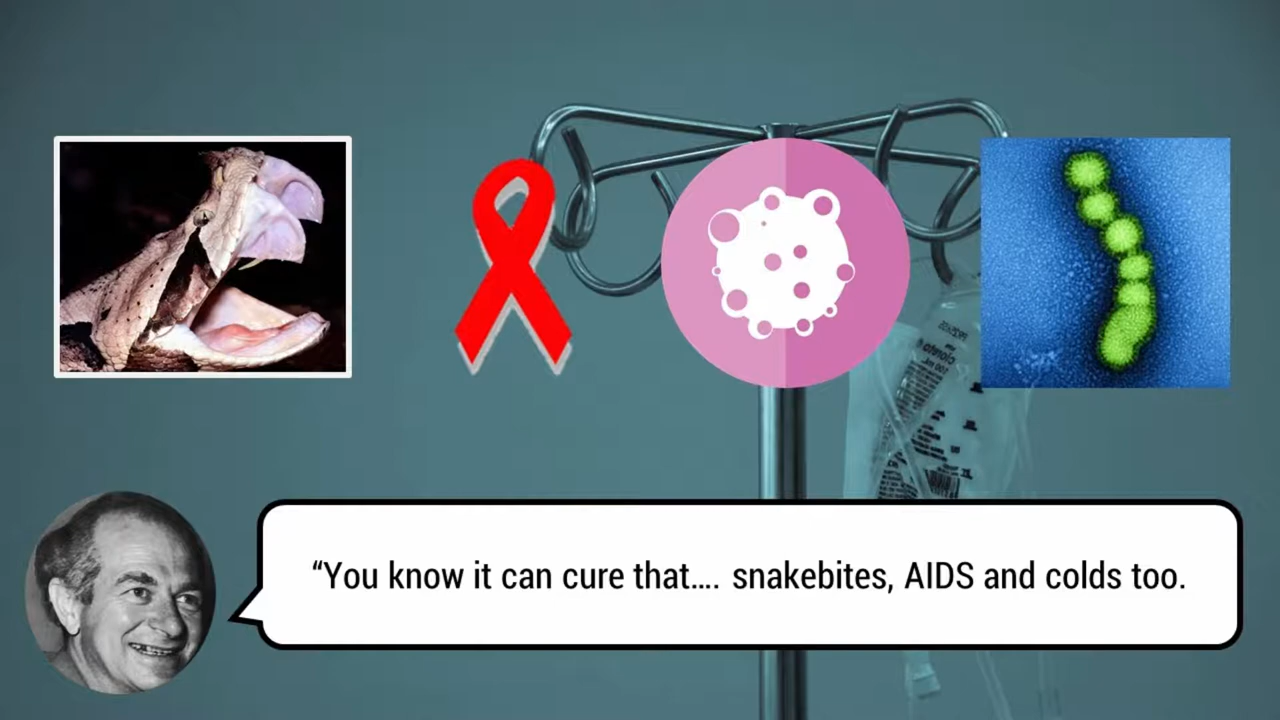 “You know it can cure that.... snakebites, AIDS and colds too.